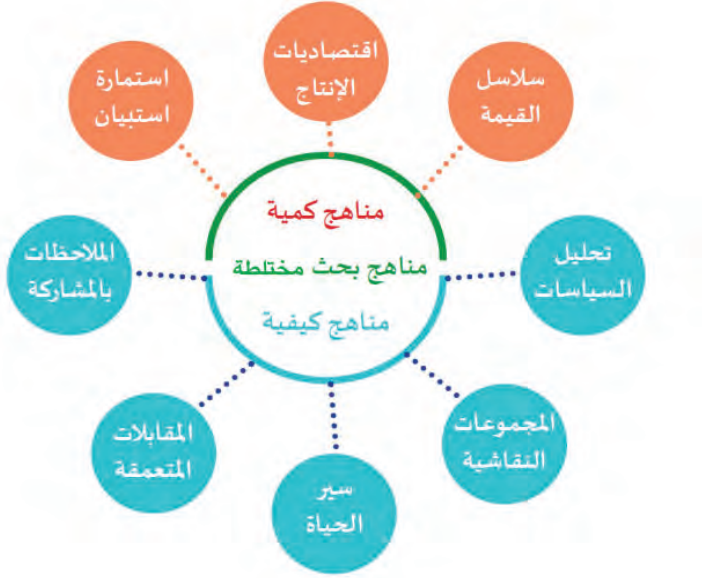 اقتصاديات
الإنتاج
سلاسل
القيمة
استمارة
استبيان
مناهج كمية
مناهج بحث مختلطة
مناهج كيفية
تحليل
السياسات
الملاحظات
بالمشاركة
المجموعات
النقاشية
المقابلات
المتعمقة
سير
الحياة